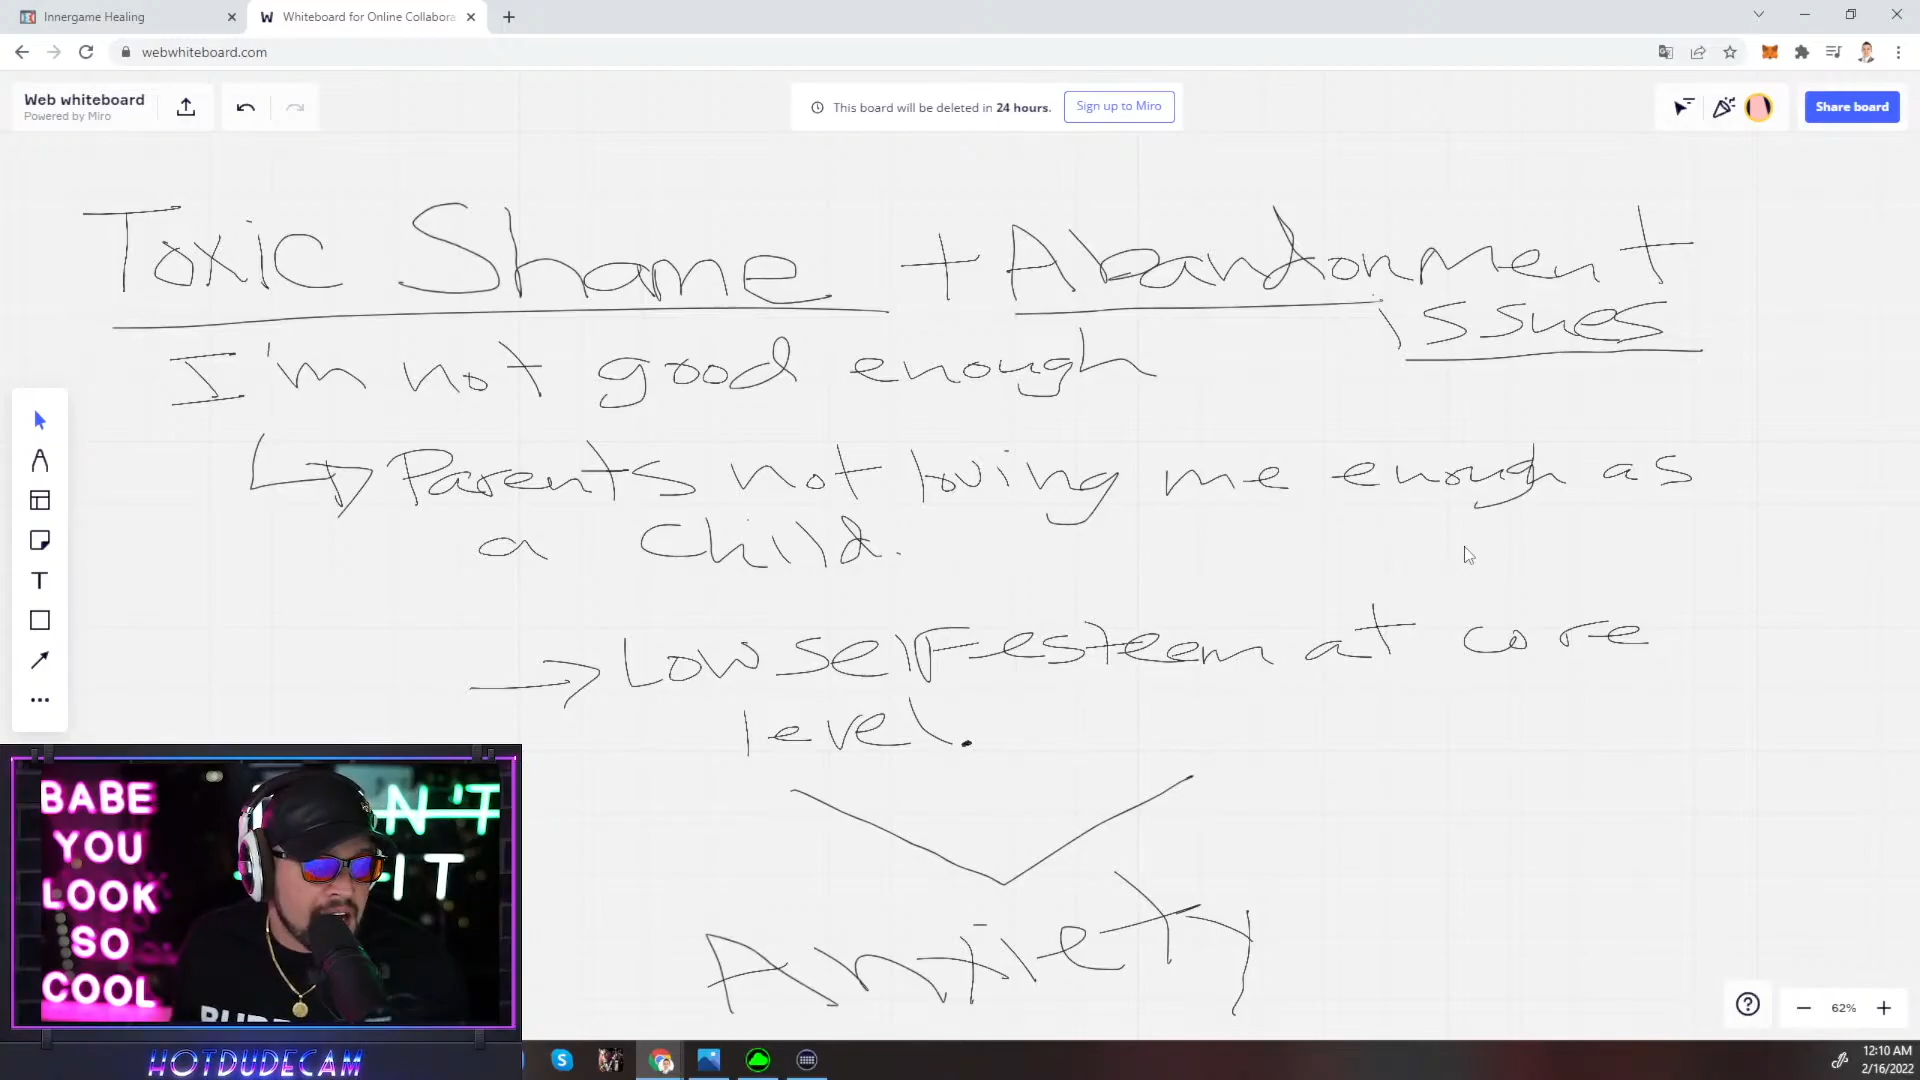 Innergame Healing
Whiteboard for Online Collabora
webwhiteboard.com
Web whiteboard
Powered by Miro
This board will be deleted in 24 hours.
Sign up to Miro
Share board
Toxic Shame + Abandonment
issues
I'm not good enough
Parents not loving me enough as
a child.
Low self-esteem at core
level.
Anxiety
BABE
YOU
LOOK
SO
COOL
N'T
IT
HOTDUDECAM
62%
12:10 AM
2/16/2022